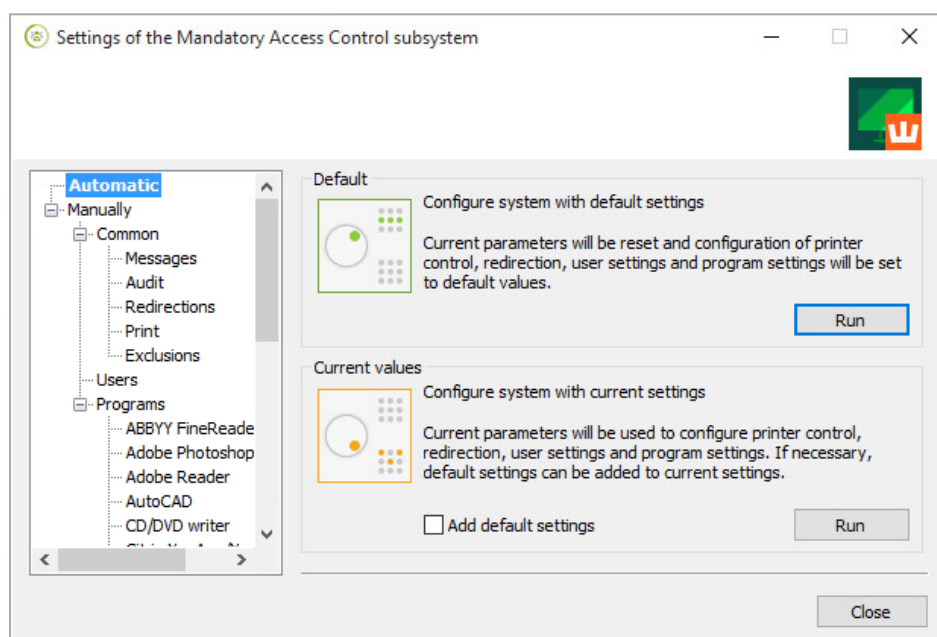 Settings of the Mandatory Access Control subsystem
Automatic
Manually
Common
Messages
Audit
Redirections
Print
Exclusions
Users
Programs
ABBYY FineReade
Adobe Photoshop
Adobe Reader
AutoCAD
CD/DVD writer
Default
Configure system with default settings
Current parameters will be reset and configuration of printer
control, redirection, user settings and program settings will be set
to default values.
Run
Current values
Configure system with current settings
Current parameters will be used to configure printer control,
redirection, user settings and program settings. If necessary,
default settings can be added to current settings.
Add default settings
Run
Close